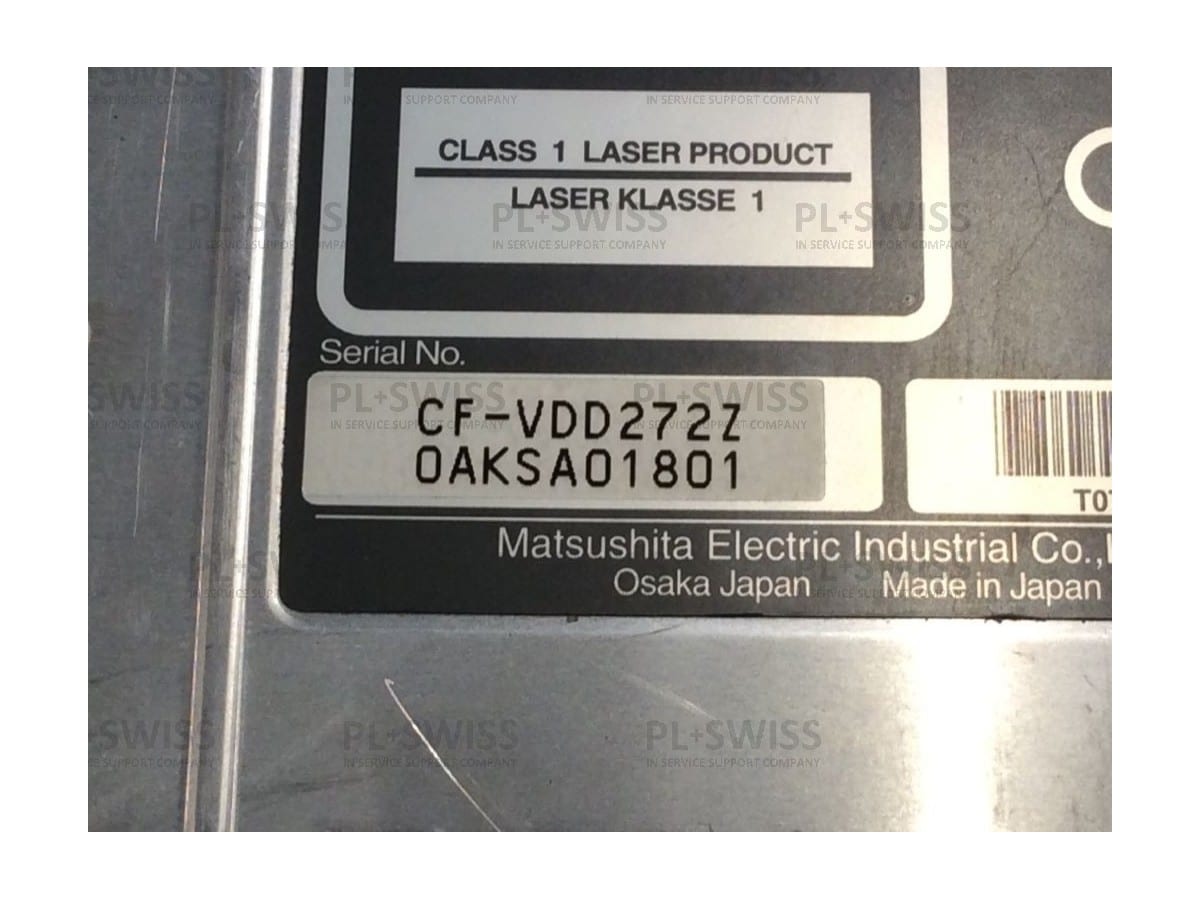 CLASS 1 LASER PRODUCT
LASER KLASSE 1
Serial No.
CF-VDD272Z
0AKSA01801
Matsushita Electric Industrial Co.,
Osaka Japan Made in Japan
PL+SWISS
IN SERVICE SUPPORT COMPANY